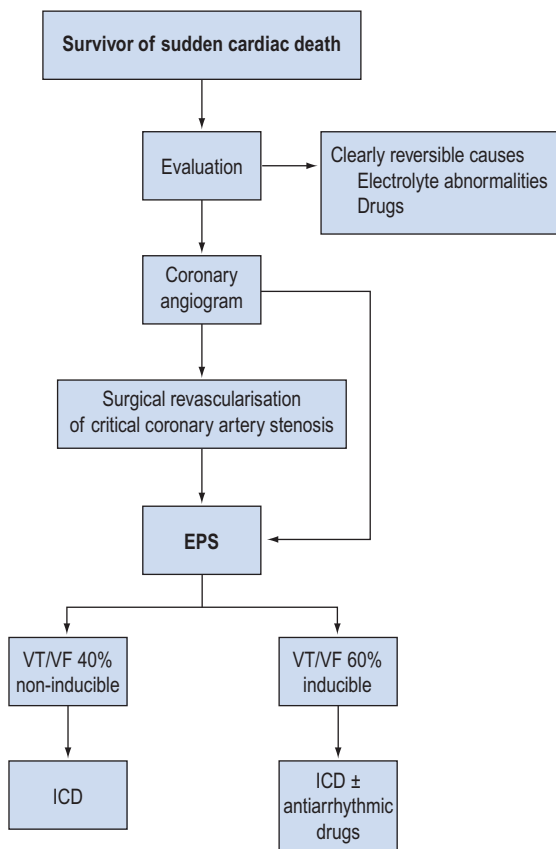 Survivor of sudden cardiac death
Evaluation
Clearly reversible causes
Electrolyte abnormalities
Drugs
Coronary
angiogram
Surgical revascularisation
of critical coronary artery stenosis
EPS
VT/VF 40%
non-inducible
VT/VF 60%
inducible
ICD
ICD ±
antiarrhythmic
drugs